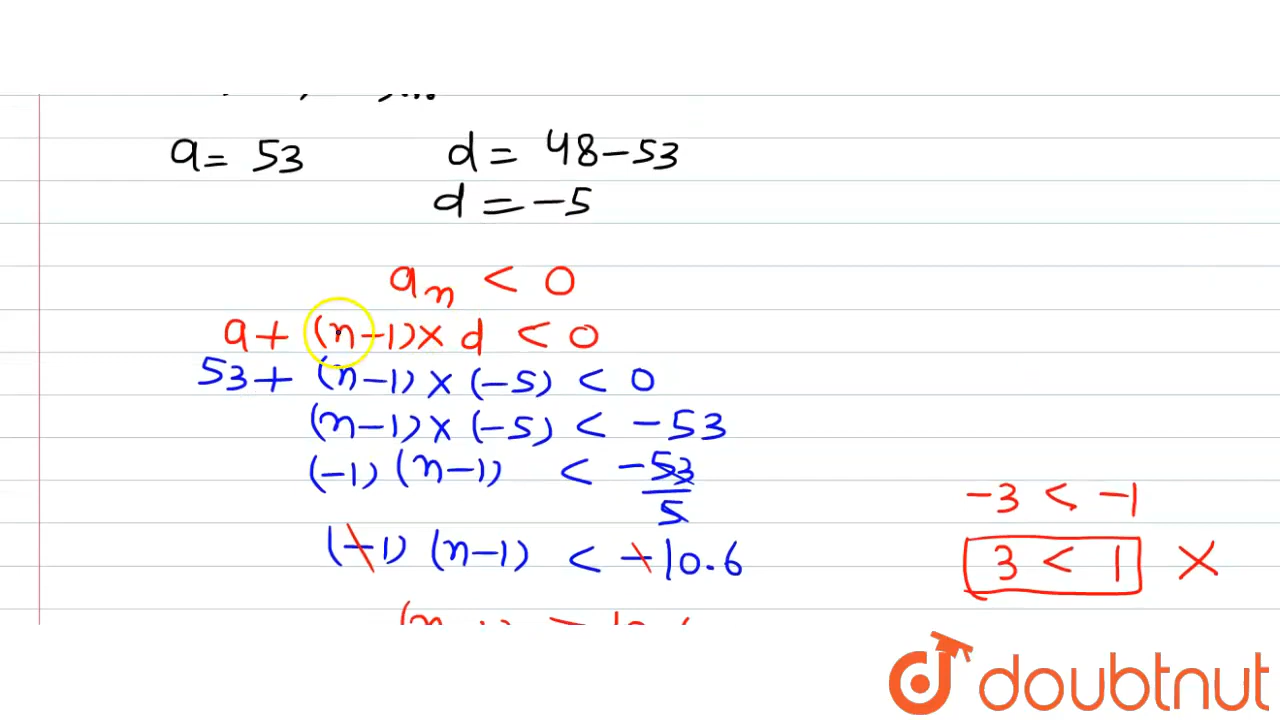 a = 53 d = 48 - 53
d = -5
an < 0
a + (n-1) × d < 0
53 + (n-1) × (-5) < 0
(n-1) × (-5) < -53
(-1) (n-1) < -53/5
-3 < -1
(-1) (n-1) < -10.6
3 < 1 ×
doubtnut